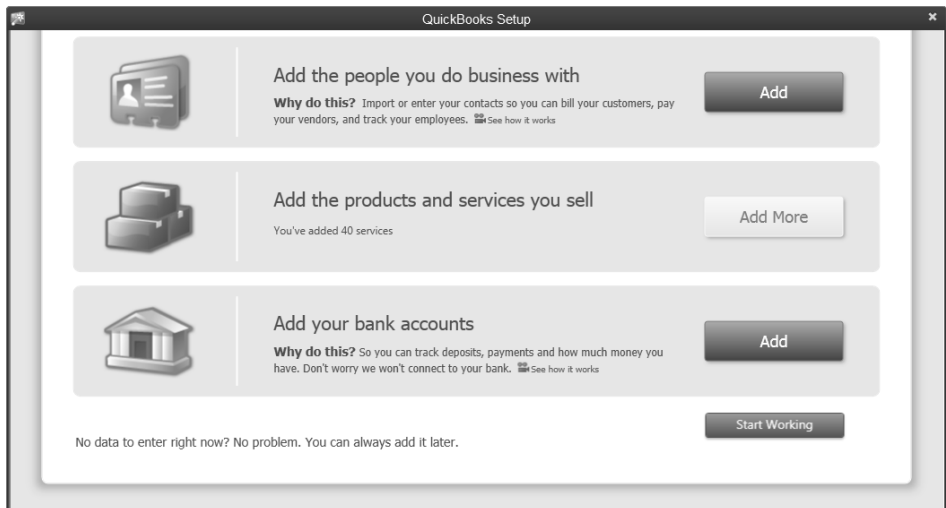 QuickBooks Setup
Add the people you do business with
Why do this? Import or enter your contacts so you can bill your customers, pay
your vendors, and track your employees. See how it works
Add
Add the products and services you sell
You've added 40 services
Add More
Add your bank accounts
Why do this? So you can track deposits, payments and how much money you
have. Don't worry we won't connect to your bank. See how it works
Add
Start Working
No data to enter right now? No problem. You can always add it later.